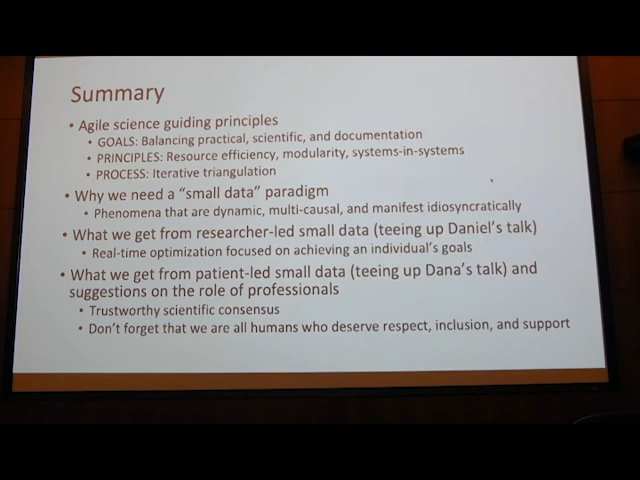 Summary
• Agile science guiding principles
• GOALS: Balancing practical, scientific, and documentation
• PRINCIPLES: Resource efficiency, modularity, systems-in-systems
• PROCESS: Iterative triangulation
• Why we need a "small data" paradigm
• Phenomena that are dynamic, multi-causal, and manifest idiosyncratically
• What we get from researcher-led small data (teeing up Daniel's talk)
• Real-time optimization focused on achieving an individual's goals
• What we get from patient-led small data (teeing up Dana's talk) and
suggestions on the role of professionals
• Trustworthy scientific consensus
• Don't forget that we are all humans who deserve respect, inclusion, and support